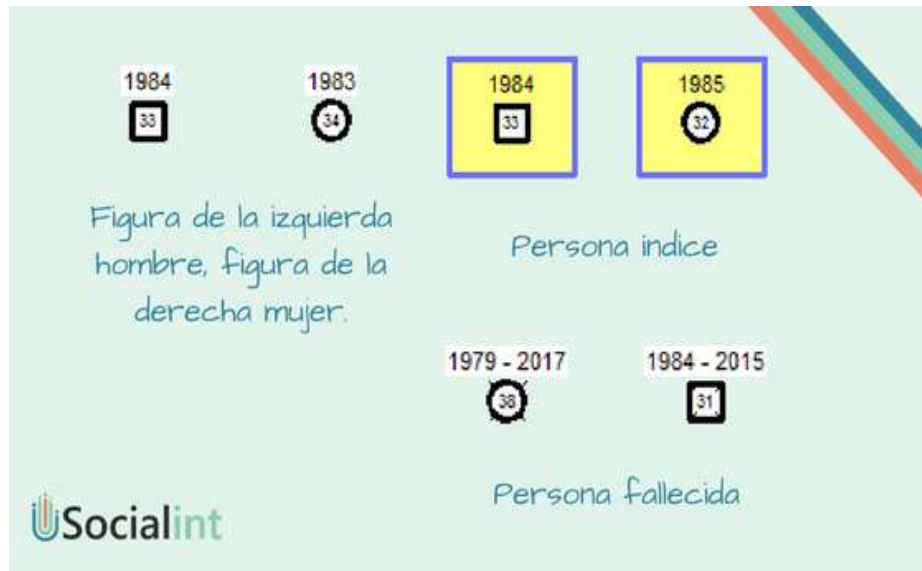 1984
33
1983
34
1984
33
1985
32
Figura de la izquierda
hombre, figura de la
derecha mujer.
Persona indice
1979 - 2017
38
1984 - 2015
31
Persona fallecida
Socialint